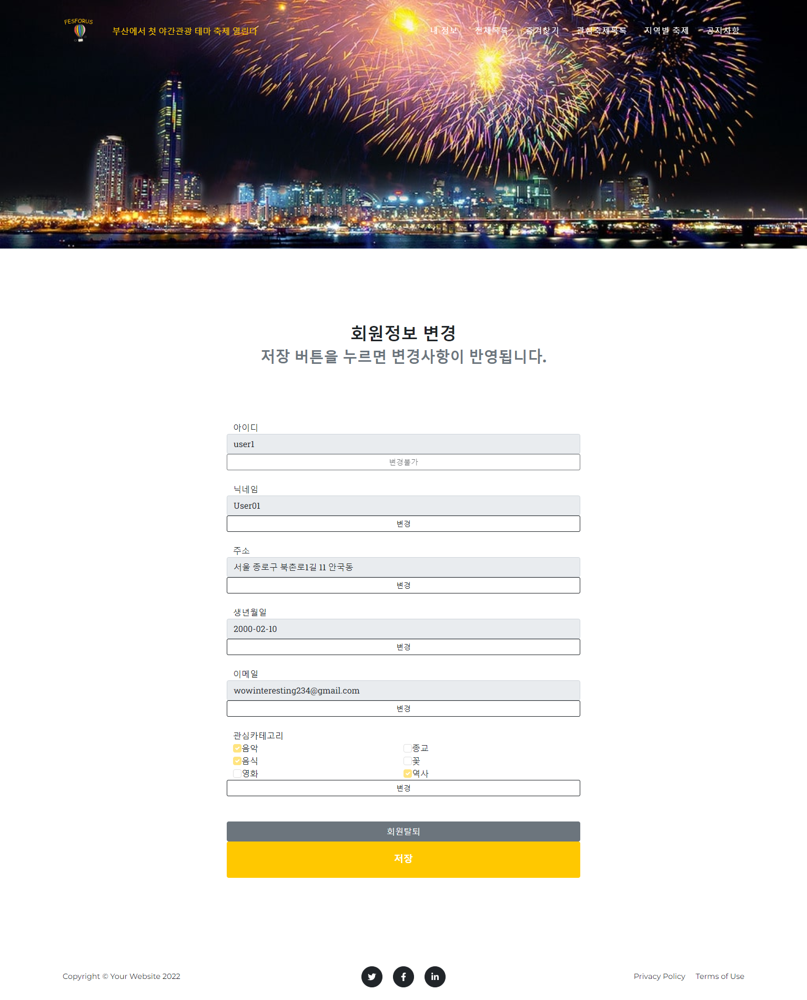 FESFORUS
부산에서 첫 야간관광 테마 축제 열린다
내 정보 전체목록 즐겨찾기 관심축제목록 지역별 축제 공지사항
회원정보 변경
저장 버튼을 누르면 변경사항이 반영됩니다.
아이디
user1
변경불가
닉네임
User01
변경
주소
서울 종로구 북촌로1길 11 안국동
변경
생년월일
2000-02-10
변경
이메일
wowinteresting234@gmail.com
변경
관심카테고리
음악 종교
음식 꽃
영화 역사
변경
회원탈퇴
저장
Copyright © Your Website 2022
Privacy Policy Terms of Use